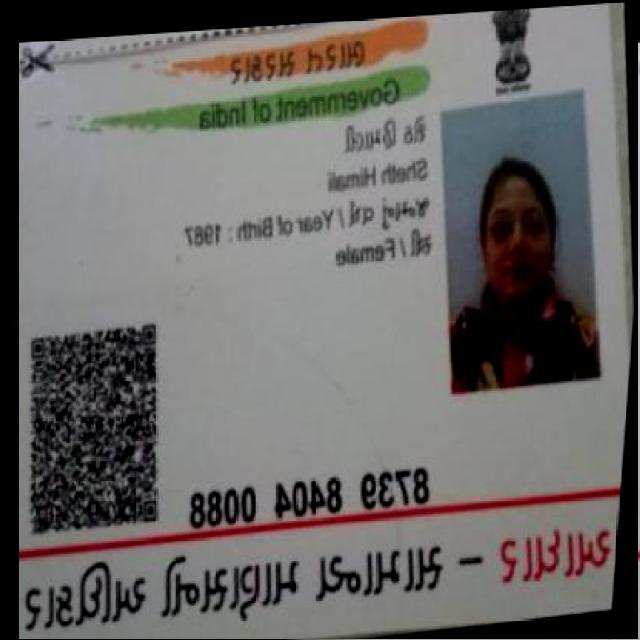 ભારત સરકાર
Government of India
શેઠ હિમાલી
Sheth Himali
જન્મનું વર્ષ / Year of Birth : 1987
સ્ત્રી / Female
8739 8404 0088
આધાર – સામાન્ય માણસનો અધિકાર